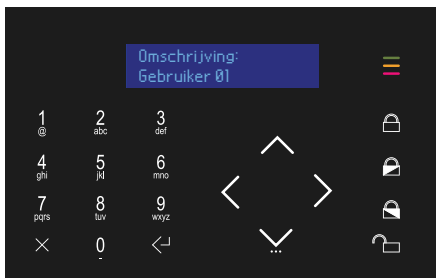 Omschrijving:
Gebruiker 01
1 2 3
@ abc def
4 5 6
ghi jkl mno
7 8 9
pqrs tuv wxyz
0
-
...